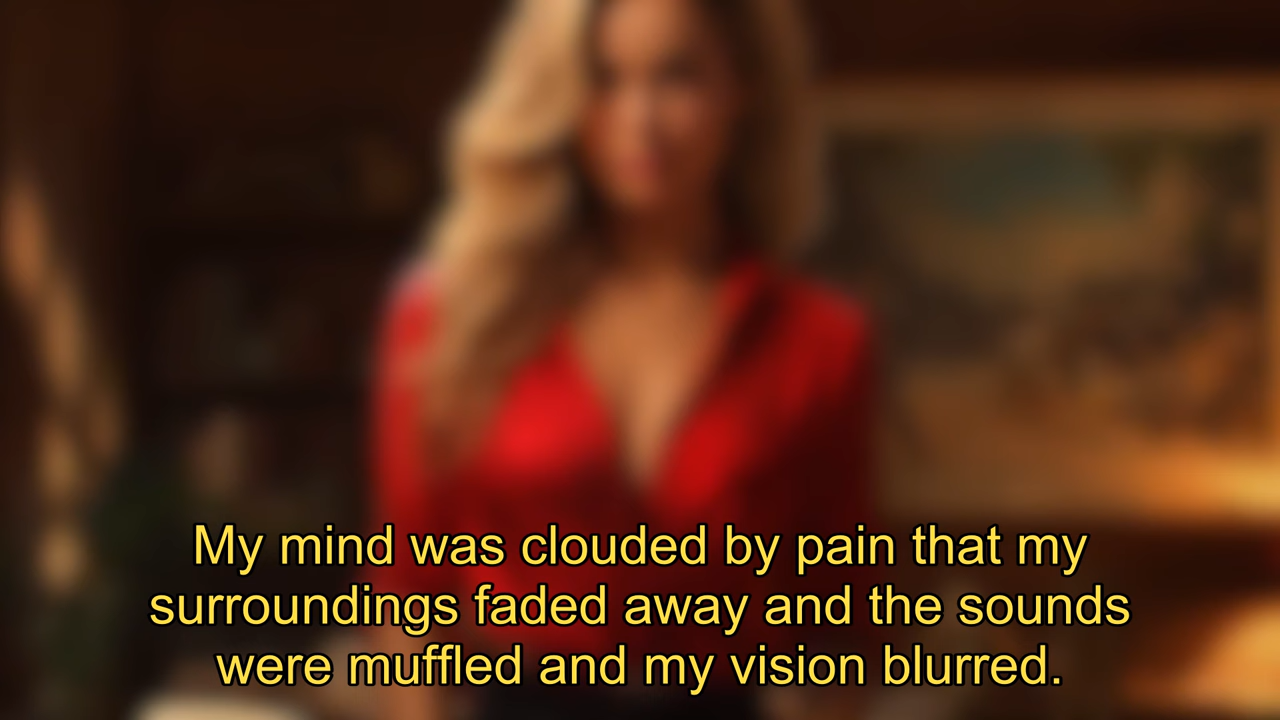 My mind was clouded by pain that my
surroundings faded away and the sounds
were muffled and my vision blurred.